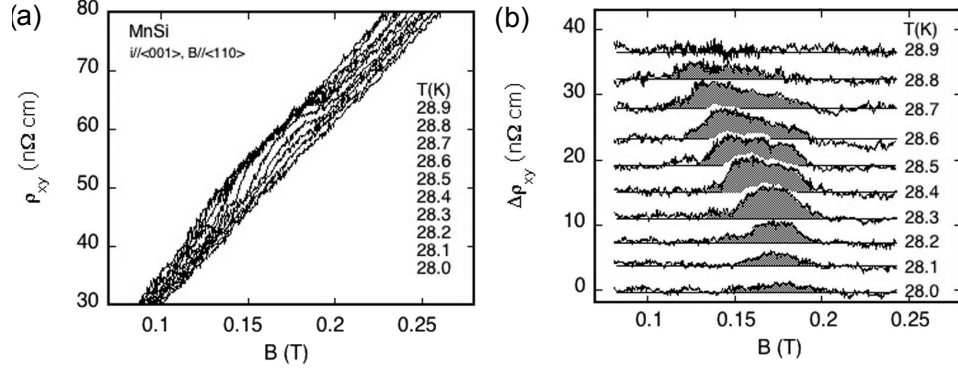 (a)
80
70
60
50
40
30
ρxy ( nΩ cm)
MnSi
i//<001>, B//<110>
T(K)
28.9
28.8
28.7
28.6
28.5
28.4
28.3
28.2
28.1
28.0
0.1 0.15 0.2 0.25
B (T)
(b)
40
30
20
10
0
Δρxy ( nΩ cm)
T(K)
28.9
28.8
28.7
28.6
28.5
28.4
28.3
28.2
28.1
28.0
0.1 0.15 0.2 0.25
B (T)